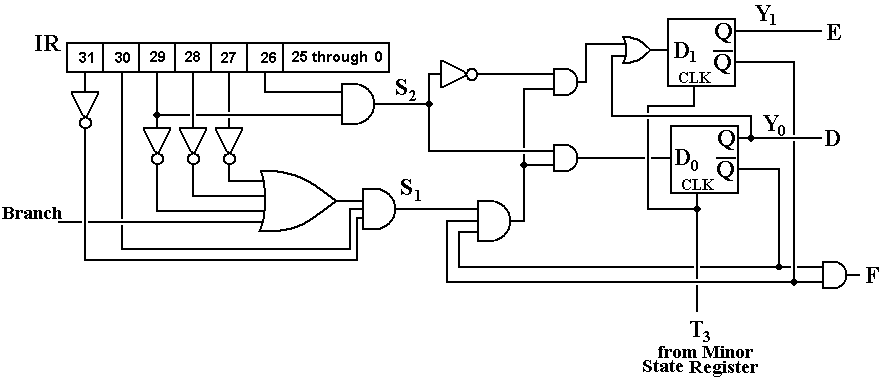 Y1
E
IR
31 30 29 28 27 26 25 through 0
Q
D1
Q
CLK
S2
Y0
D
Q
D0
Q
CLK
S1
Branch
F
T3
from Minor
State Register